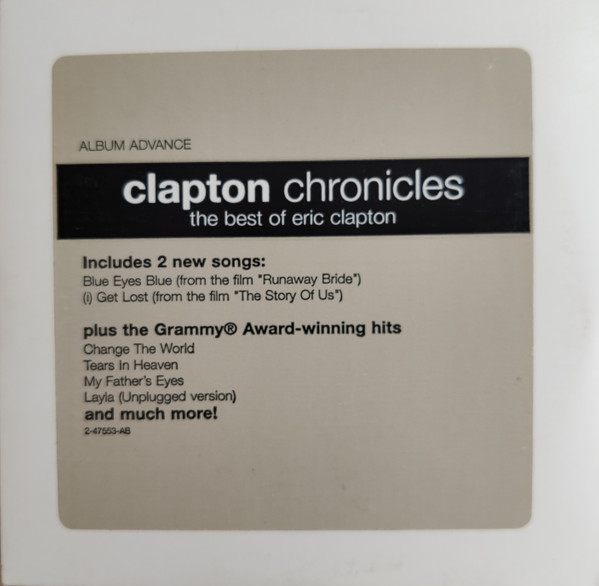 ALBUM ADVANCE
clapton chronicles
the best of eric clapton
Includes 2 new songs:
Blue Eyes Blue (from the film "Runaway Bride")
(i) Get Lost (from the film "The Story Of Us")
plus the Grammy® Award-winning hits
Change The World
Tears In Heaven
My Father's Eyes
Layla (Unplugged version)
and much more!
2-47553-AB